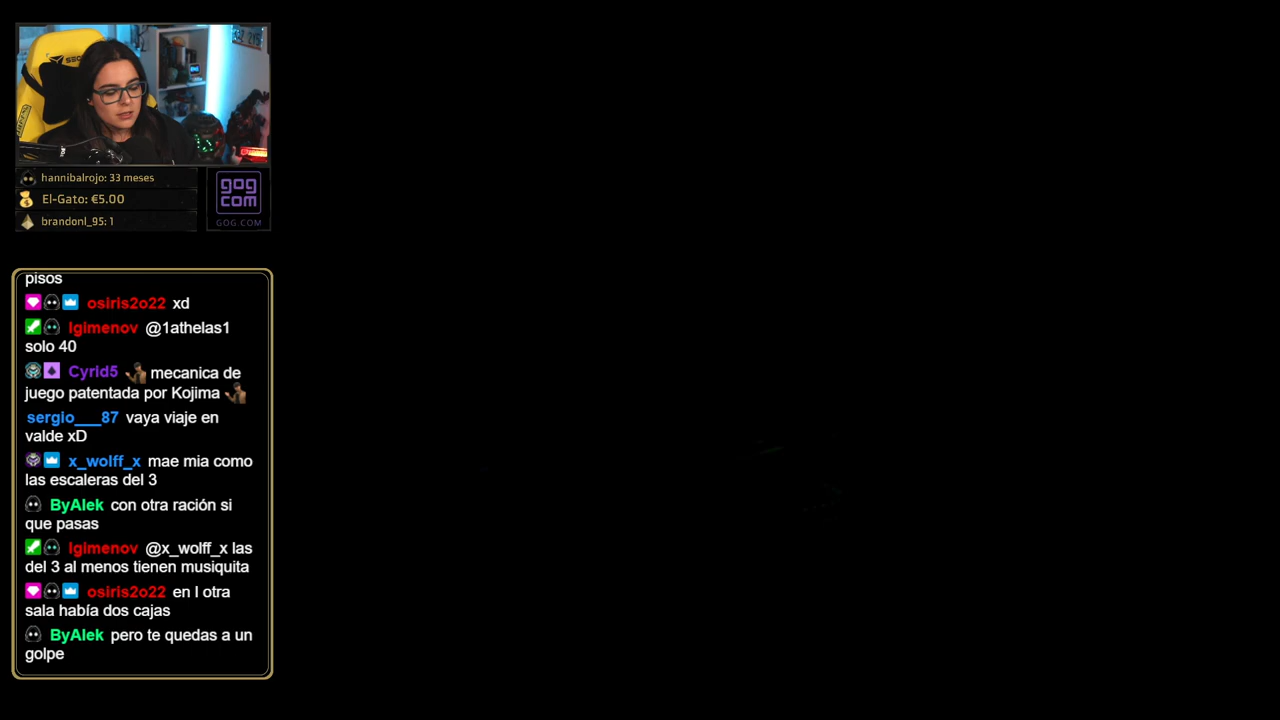 hannibalrojo: 33 meses
El-Gato: €5.00
brandonl_95: 1
gog
com
GOG.COM
pisos
osiris2o22 xd
Igimenov @1athelas1
solo 40
Cyrid5 mecanica de
juego patentada por Kojima
sergio___87 vaya viaje en
valde xD
x_wolff_x mae mia como
las escaleras del 3
ByAlek con otra ración si
que pasas
Igimenov @x_wolff_x las
del 3 al menos tienen musiquita
osiris2o22 en l otra
sala había dos cajas
ByAlek pero te quedas a un
golpe